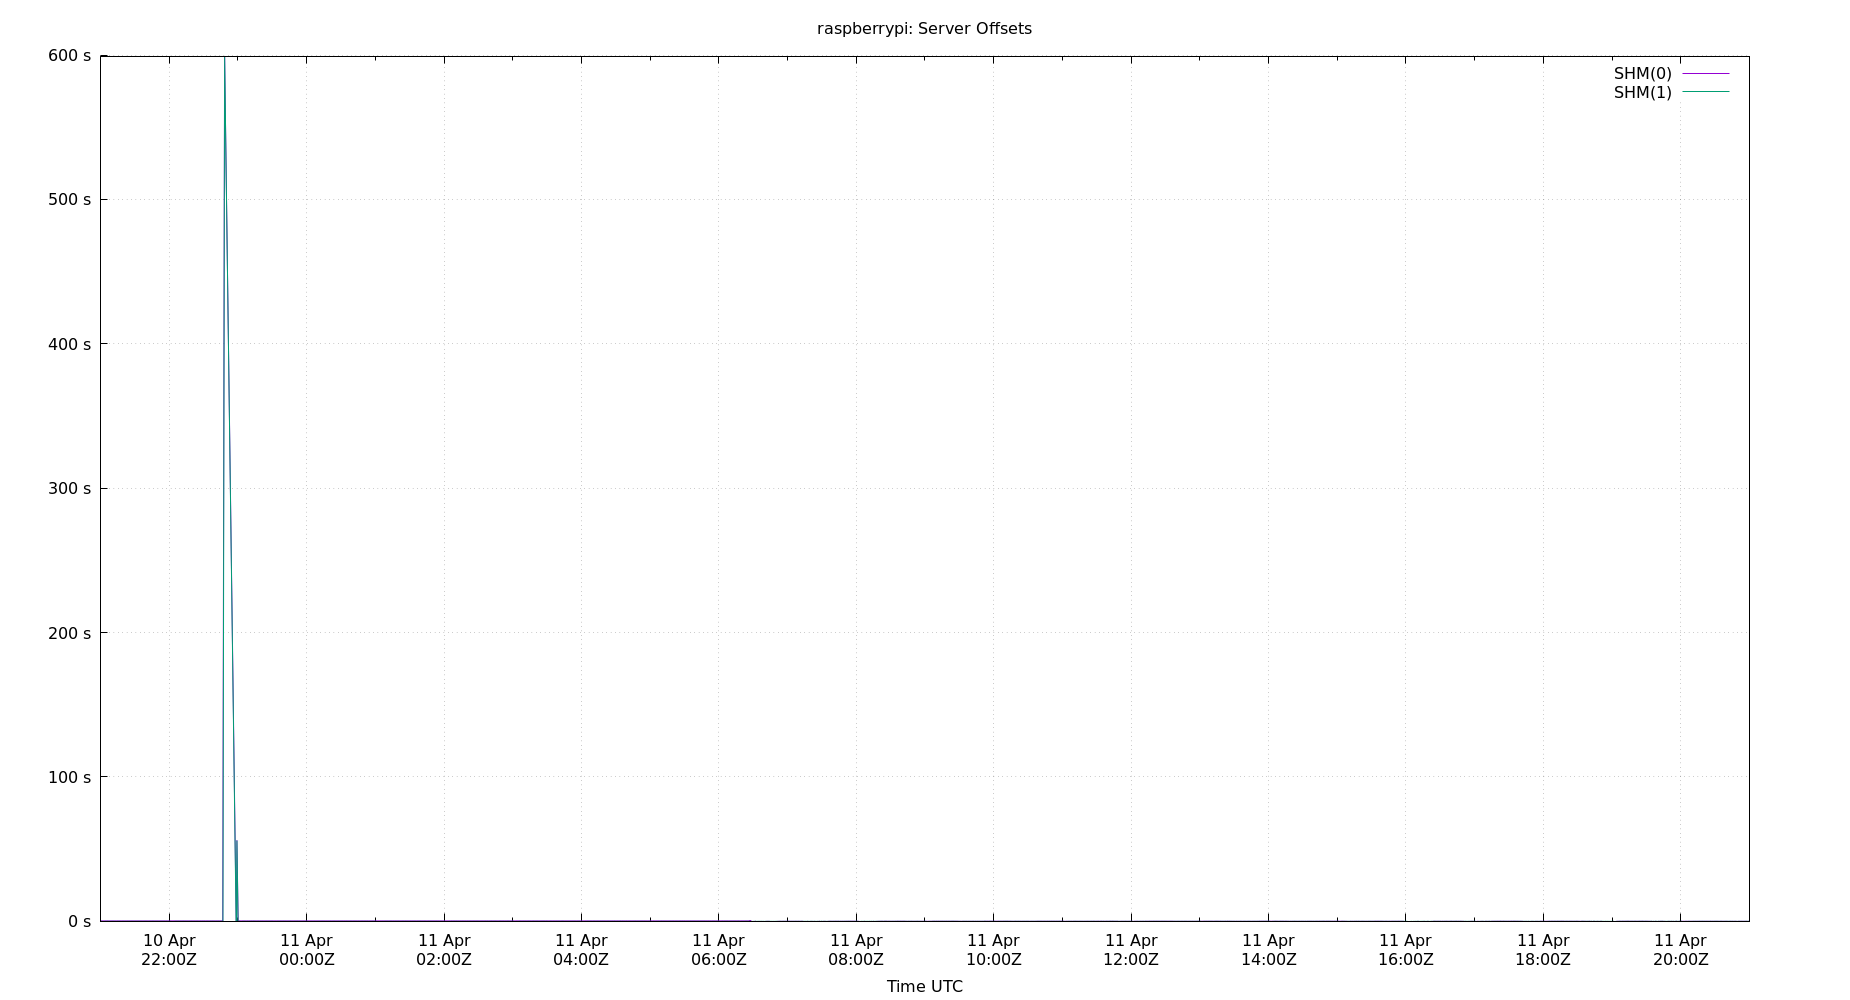 raspberrypi: Server Offsets
600 s
500 s
400 s
300 s
200 s
100 s
0 s
SHM(0)
SHM(1)
10 Apr 11 Apr 11 Apr 11 Apr 11 Apr 11 Apr 11 Apr 11 Apr 11 Apr 11 Apr 11 Apr 11 Apr
22:00Z 00:00Z 02:00Z 04:00Z 06:00Z 08:00Z 10:00Z 12:00Z 14:00Z 16:00Z 18:00Z 20:00Z
Time UTC